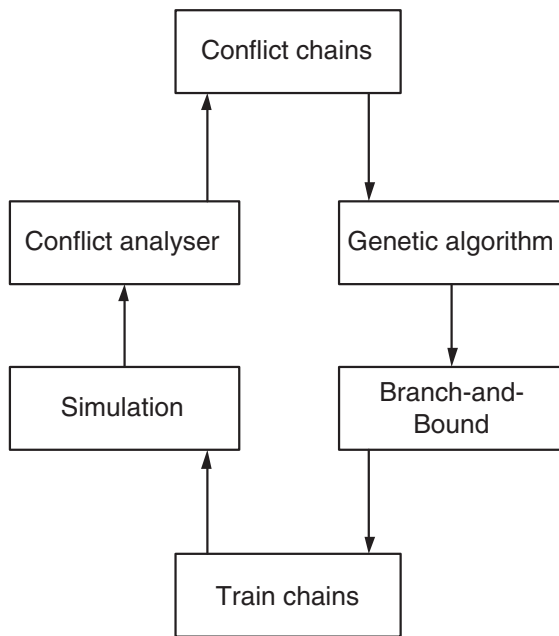 Conflict chains
Conflict analyser
Genetic algorithm
Simulation
Branch-and-
Bound
Train chains